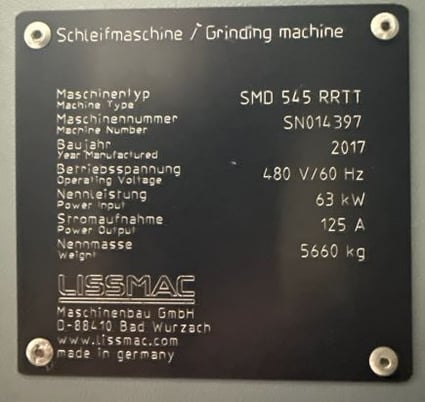 Schleifmaschine / Grinding machine
Maschinentyp SMD 545 RRTT
Machine Type
Maschinennummer SN014397
Machine Number
Baujahr 2017
Year Manufactured
Betriebsspannung 480 V/60 Hz
Operating Voltage
Nennleistung 63 kW
Power Input
Stromaufnahme 125 A
Power Output
Nennmasse 5660 kg
Weight
LISSMAC
Maschinenbau GmbH
D-88410 Bad Wurzach
www.lissmac.com
made in germany